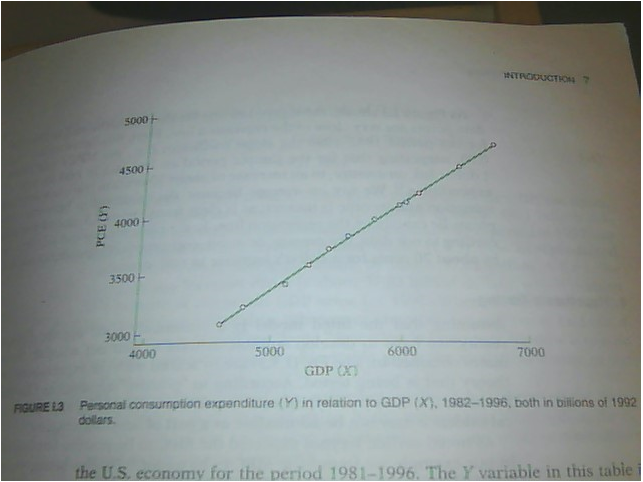 INTRODUCTION 7
5000
4500
4000
3500
3000
PCE (Y)
4000 5000 6000 7000
GDP (X)
FIGURE I.3 Personal consumption expenditure (Y) in relation to GDP (X), 1982–1996, both in billions of 1992
dollars.
the U.S. economy for the period 1981–1996. The Y variable in this table